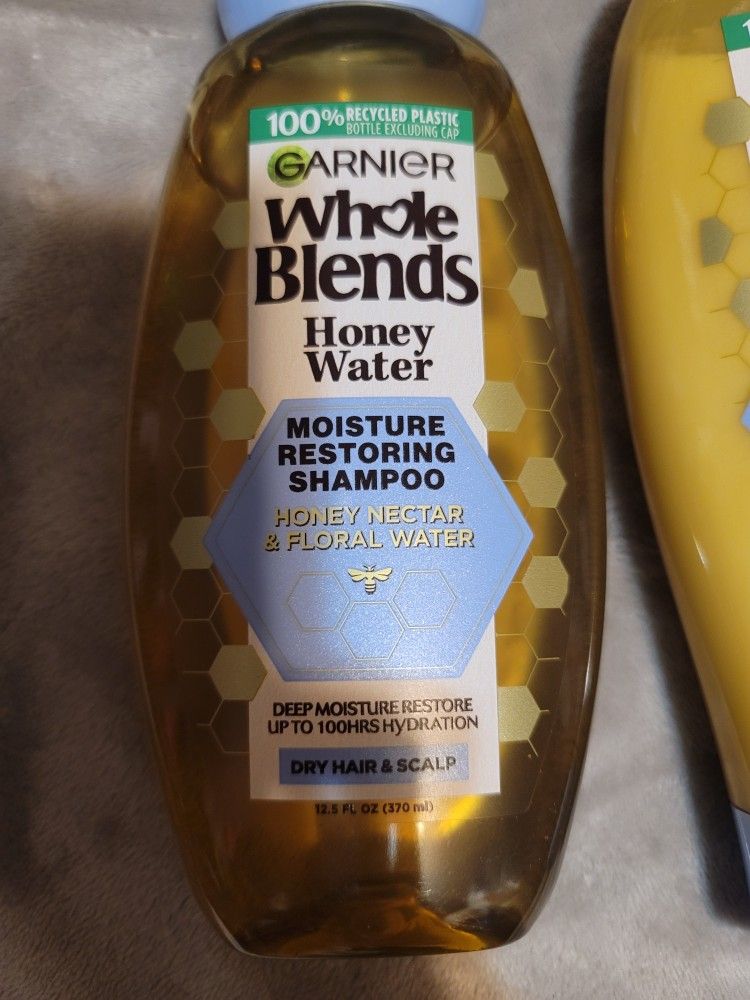 100% RECYCLED PLASTIC
BOTTLE EXCLUDING CAP
GARNIER
Whole
Blends
Honey
Water
MOISTURE
RESTORING
SHAMPOO
HONEY NECTAR
& FLORAL WATER
DEEP MOISTURE RESTORE
UP TO 100HRS HYDRATION
DRY HAIR & SCALP
12.5 FL OZ (370 ml)
1